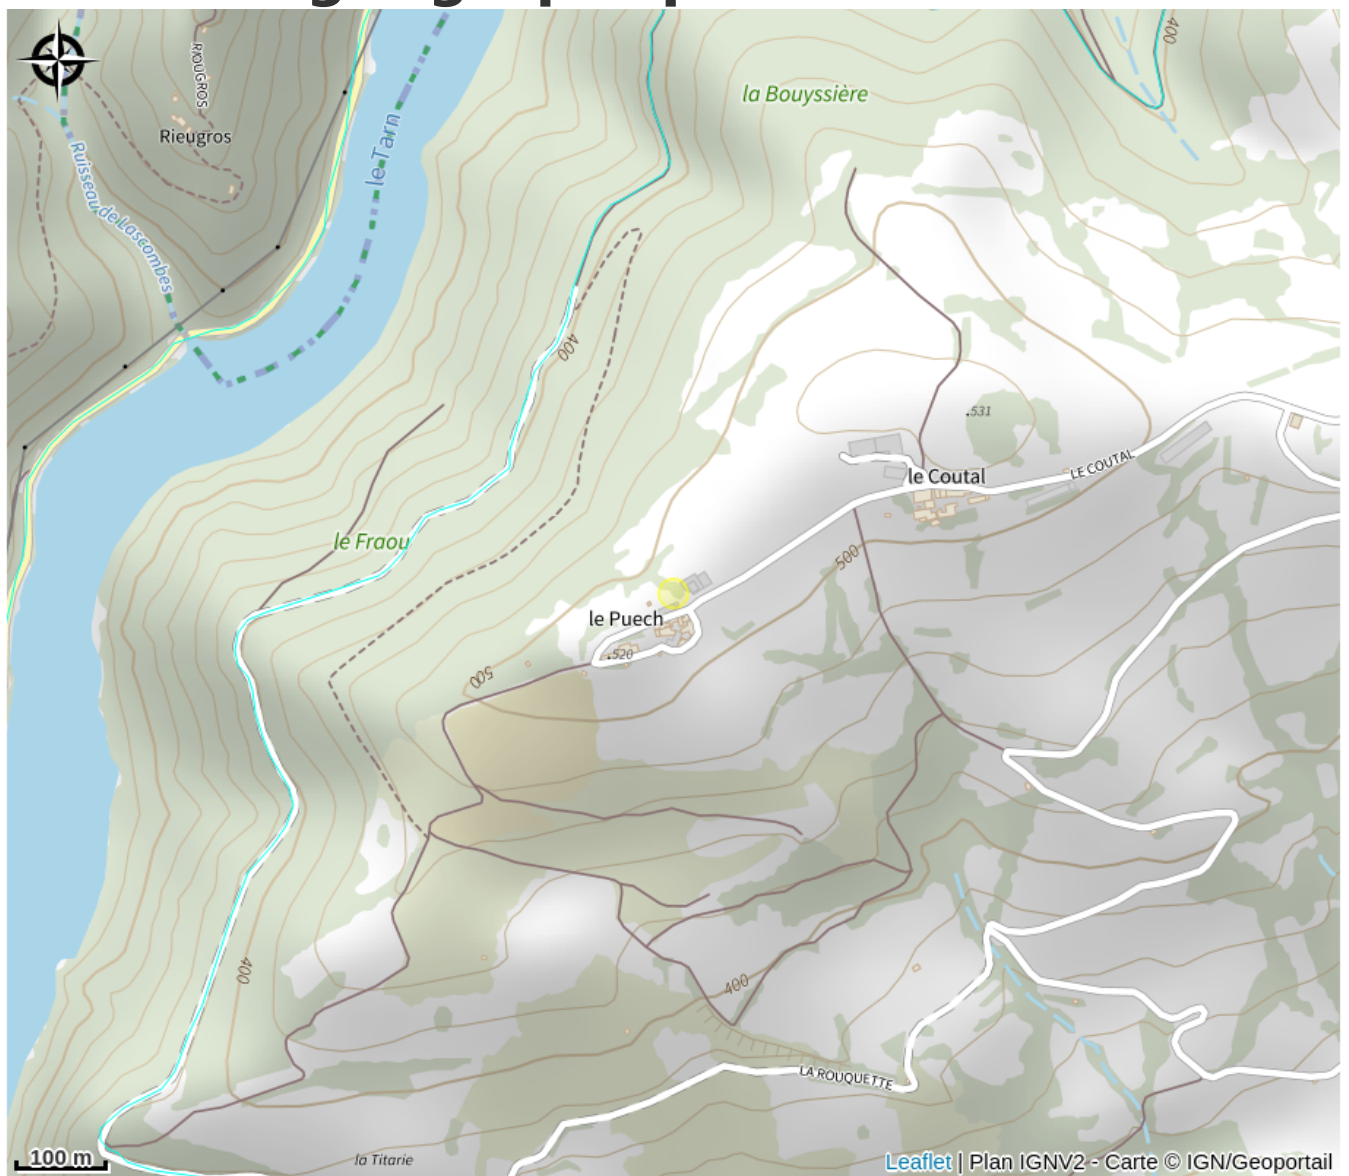 400
la Bouyssière
RIOUGROS
Rieugros
le Tarn
Ruisseau de Lascombes
400
531
le Coutal
LE COUTAL
le Fraou
500
le Puech
520
500
400
400
LA ROUQUETTE
la Titarie
100 m
Leaflet | Plan IGNV2 - Carte © IGN/Geoportail